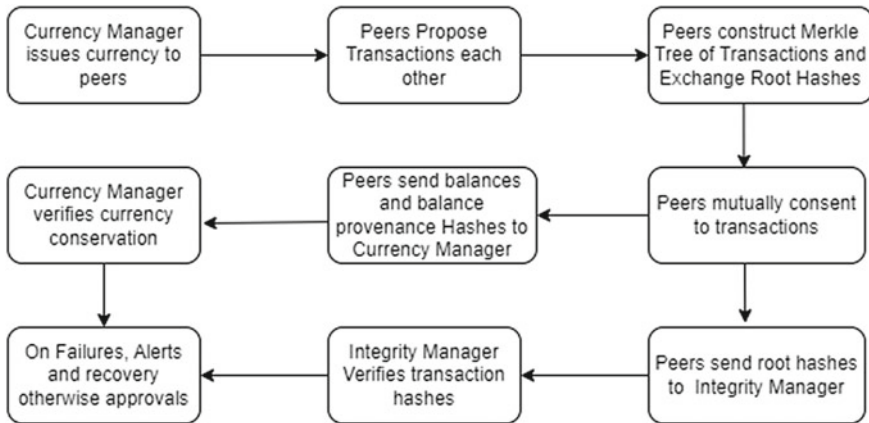 Currency Manager
issues currency to
peers
Peers Propose
Transactions each
other
Peers construct Merkle
Tree of Transactions and
Exchange Root Hashes
Currency Manager
verifies currency
conservation
Peers send balances
and balance
provenance Hashes to
Currency Manager
Peers mutually consent
to transactions
On Failures, Alerts
and recovery
otherwise approvals
Integrity Manager
Verifies transaction
hashes
Peers send root hashes
to Integrity Manager